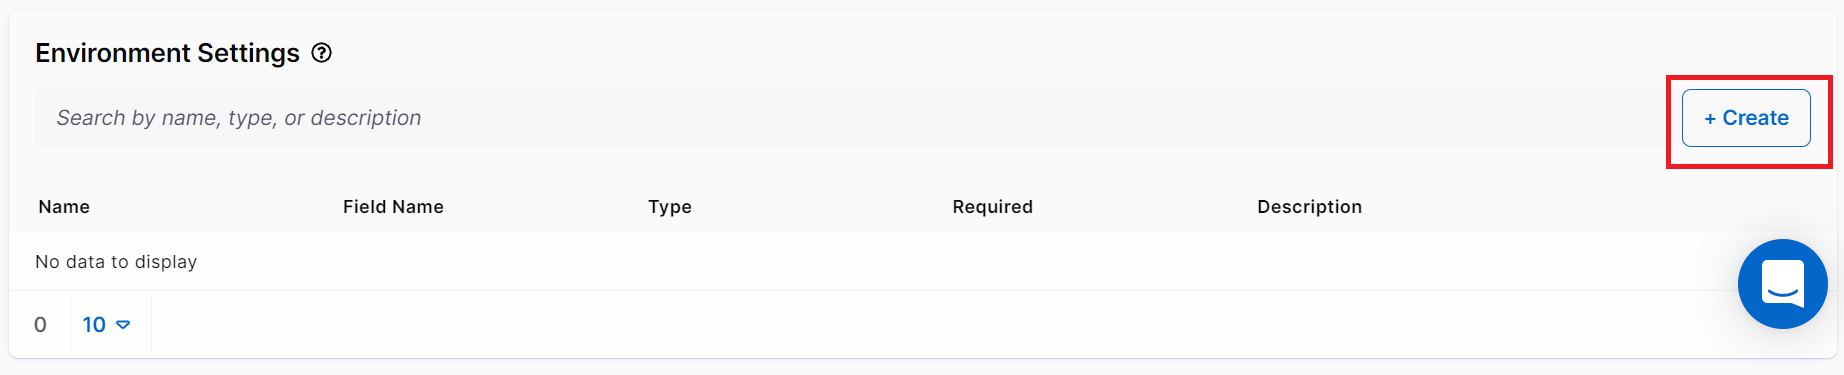 Environment Settings
Search by name, type, or description
+ Create
Name Field Name Type Required Description
No data to display
0 10